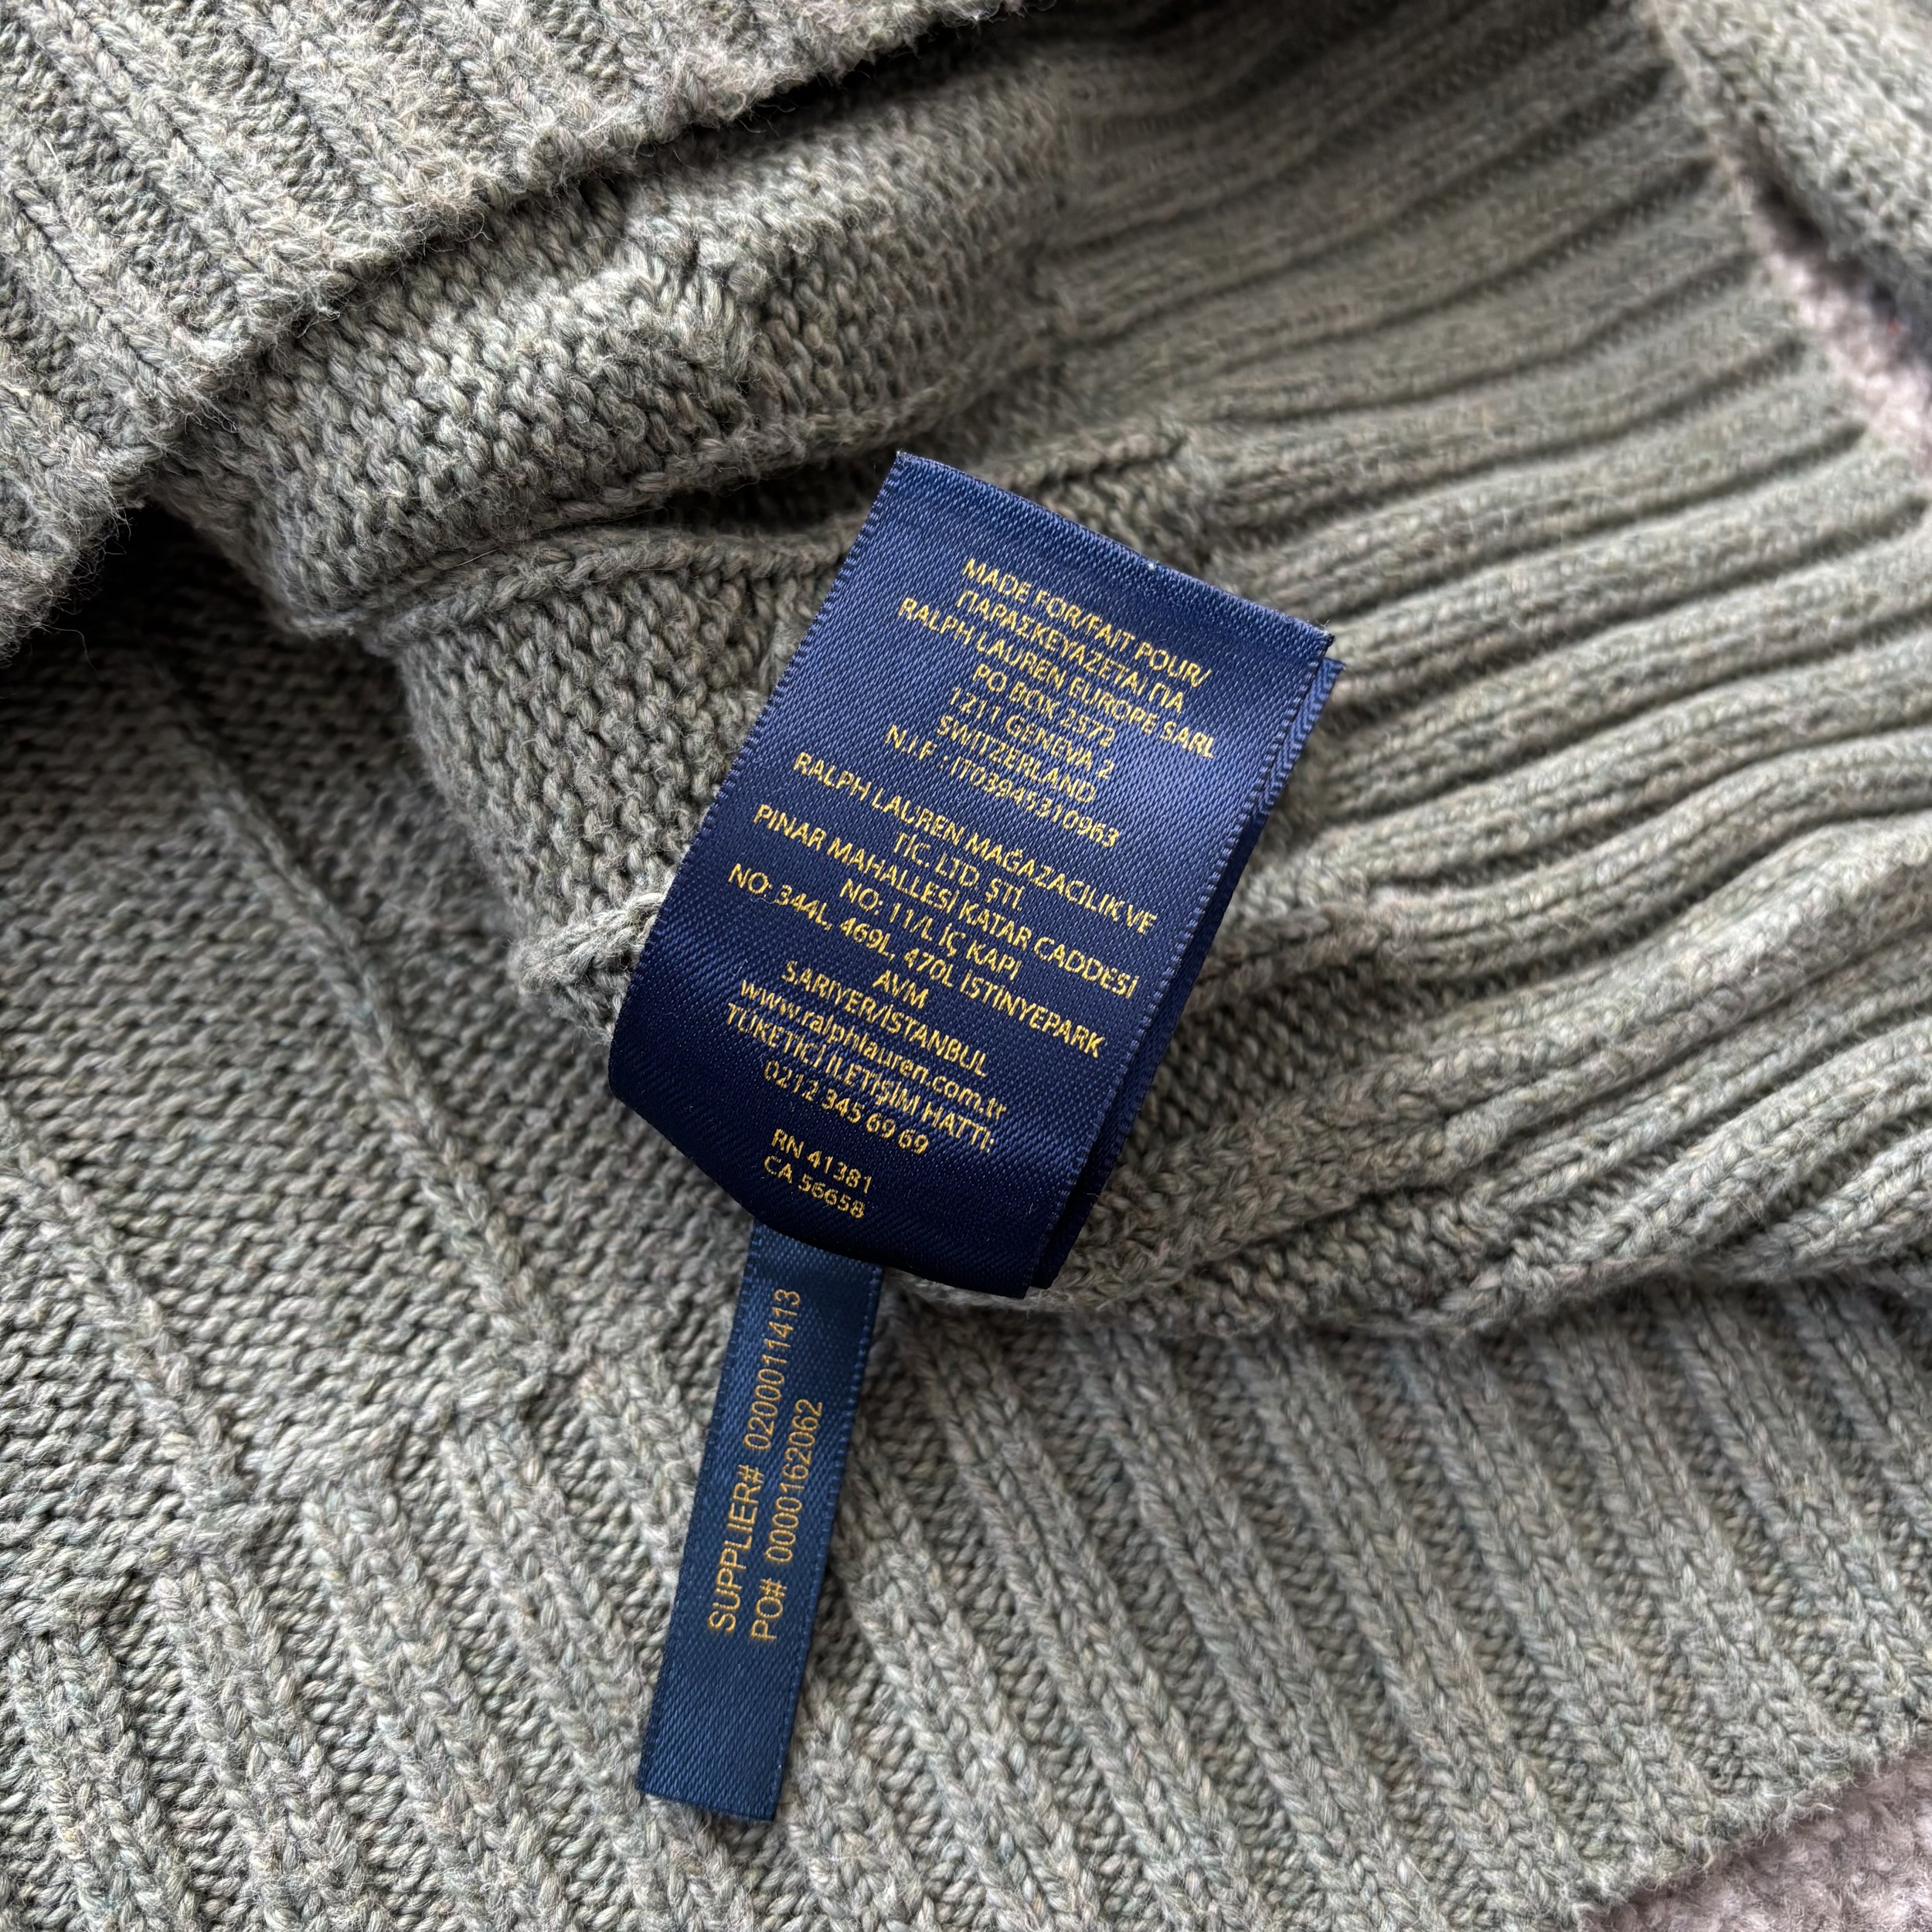 MADE FOR/FAIT POUR/
ΠΑΡΑΣΚΕΥΑΖΕΤΑΙ ΓΙΑ
RALPH LAUREN EUROPE SARL
PO BOX 2572
1211 GENEVA 2
SWITZERLAND
N.I.F : IT03945310963
RALPH LAUREN MAĞAZACILIK VE
TİC. LTD. ŞTİ.
PINAR MAHALLESİ KATAR CADDESİ
NO: 11/L İÇ KAPI
NO: 344L, 469L, 470L İSTİNYEPARK
AVM
SARIYER/İSTANBUL
www.ralphlauren.com.tr
TÜKETİCİ İLETİŞİM HATTI:
0212 345 69 69
RN 41381
CA 56658
SUPPLIER# 0200011413
PO# 0000162062